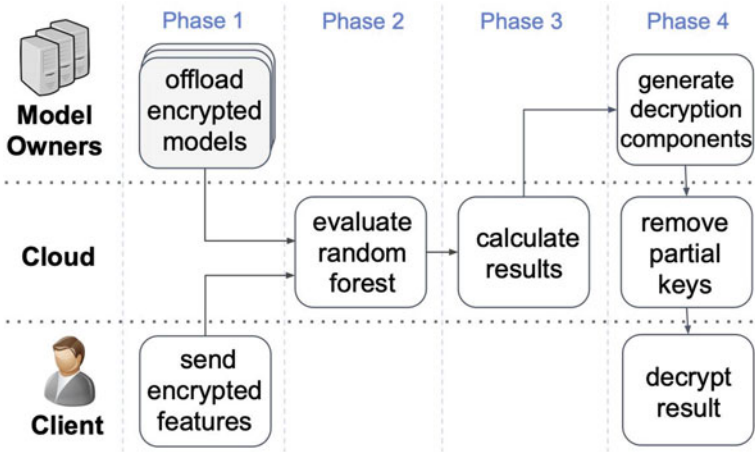 Phase 1
Phase 2
Phase 3
Phase 4
Model
Owners
offload
encrypted
models
generate
decryption
components
Cloud
evaluate
random
forest
calculate
results
remove
partial
keys
Client
send
encrypted
features
decrypt
result